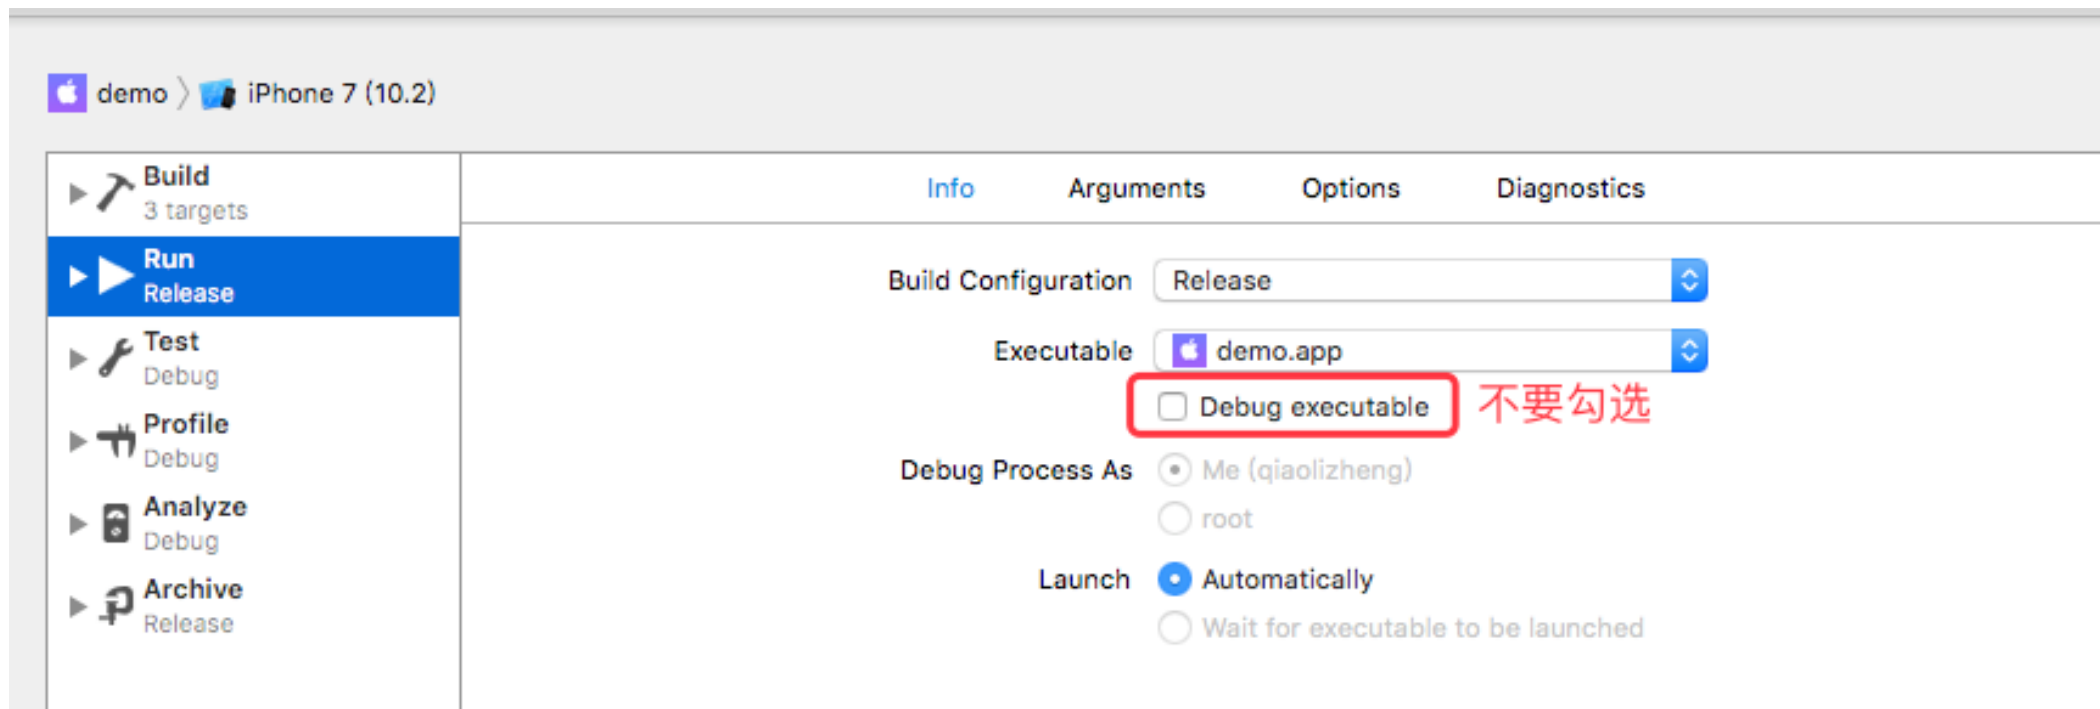 demo 〉 iPhone 7 (10.2)
Build
3 targets
Run
Release
Test
Debug
Profile
Debug
Analyze
Debug
Archive
Release
Info Arguments Options Diagnostics
Build Configuration Release
Executable demo.app
Debug executable 不要勾选
Debug Process As Me (qiaolizheng)
root
Launch Automatically
Wait for executable to be launched